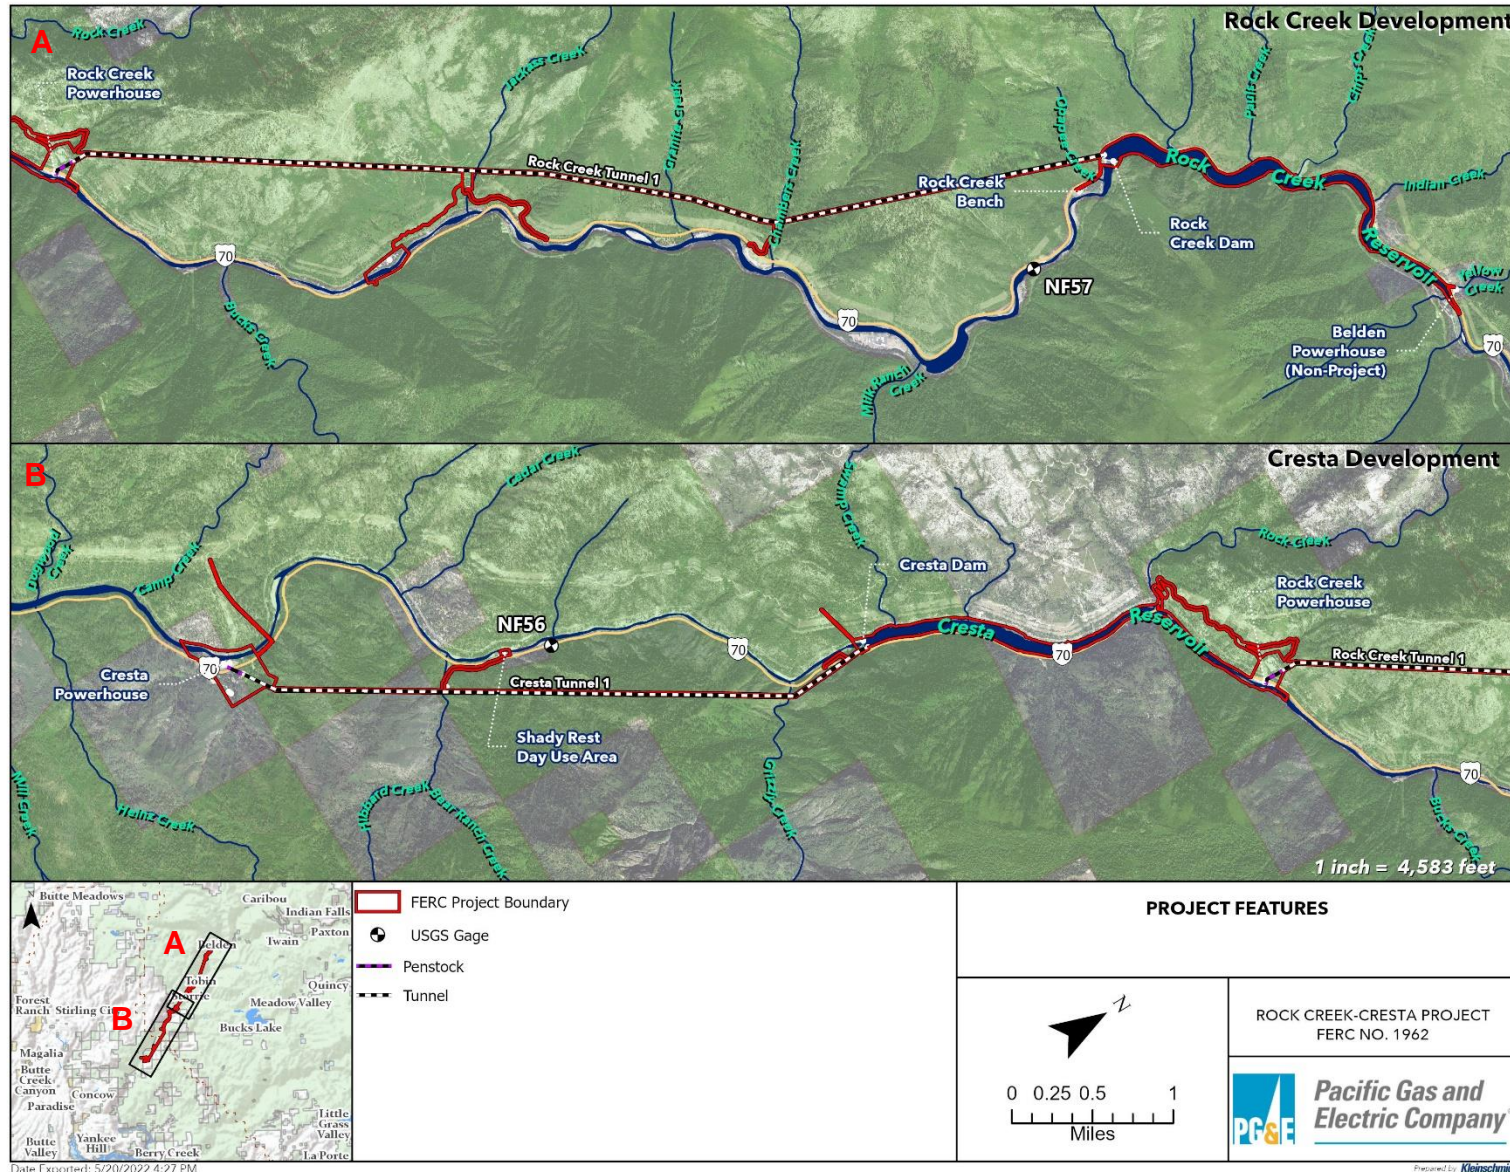 Rock Creek Development
A
Rock Creek
Rock Creek
Powerhouse
Jackass Creek
Granite Creek
Chambers Creek
Opapee Creek
Pauls Creek
Chips Creek
Indian Creek
Rock Creek Tunnel 1
Rock Creek
Bench
Rock
Creek Dam
Rock Creek Reservoir
Yellow
Creek
NF57
Belden
Powerhouse
(Non-Project)
70
70
70
Bucks Creek
Milk Ranch
Creek
B
Cresta Development
Dogwood
Creek
Camp Creek
Cedar Creek
Swamp Creek
Rock Creek
Cresta Dam
Rock Creek
Powerhouse
NF56
Cresta Reservoir
70
70
70
70
Cresta
Powerhouse
Cresta Tunnel 1
Rock Creek Tunnel 1
Shady Rest
Day Use Area
Mill Creek
Heinz Creek
Hibbard Creek
Bear Ranch Creek
Grizzly Creek
Bucks Creek
1 inch = 4,583 feet
N
Butte Meadows
Caribou
Indian Falls
Paxton
Twain
A
Belden
Tobin
Storrie
Quincy
Meadow Valley
Bucks Lake
Forest
Ranch
B
Magalia
Butte
Creek
Canyon
Paradise
Concow
Butte
Valley
Yankee
Hill
Berry Creek
Little
Grass
Valley
La Porte
FERC Project Boundary
USGS Gage
Penstock
Tunnel
PROJECT FEATURES
N
0 0.25 0.5 1
Miles
ROCK CREEK-CRESTA PROJECT
FERC NO. 1962
PG&E
Pacific Gas and
Electric Company
Date Exported: 5/20/2022 4:27 PM
Prepared by